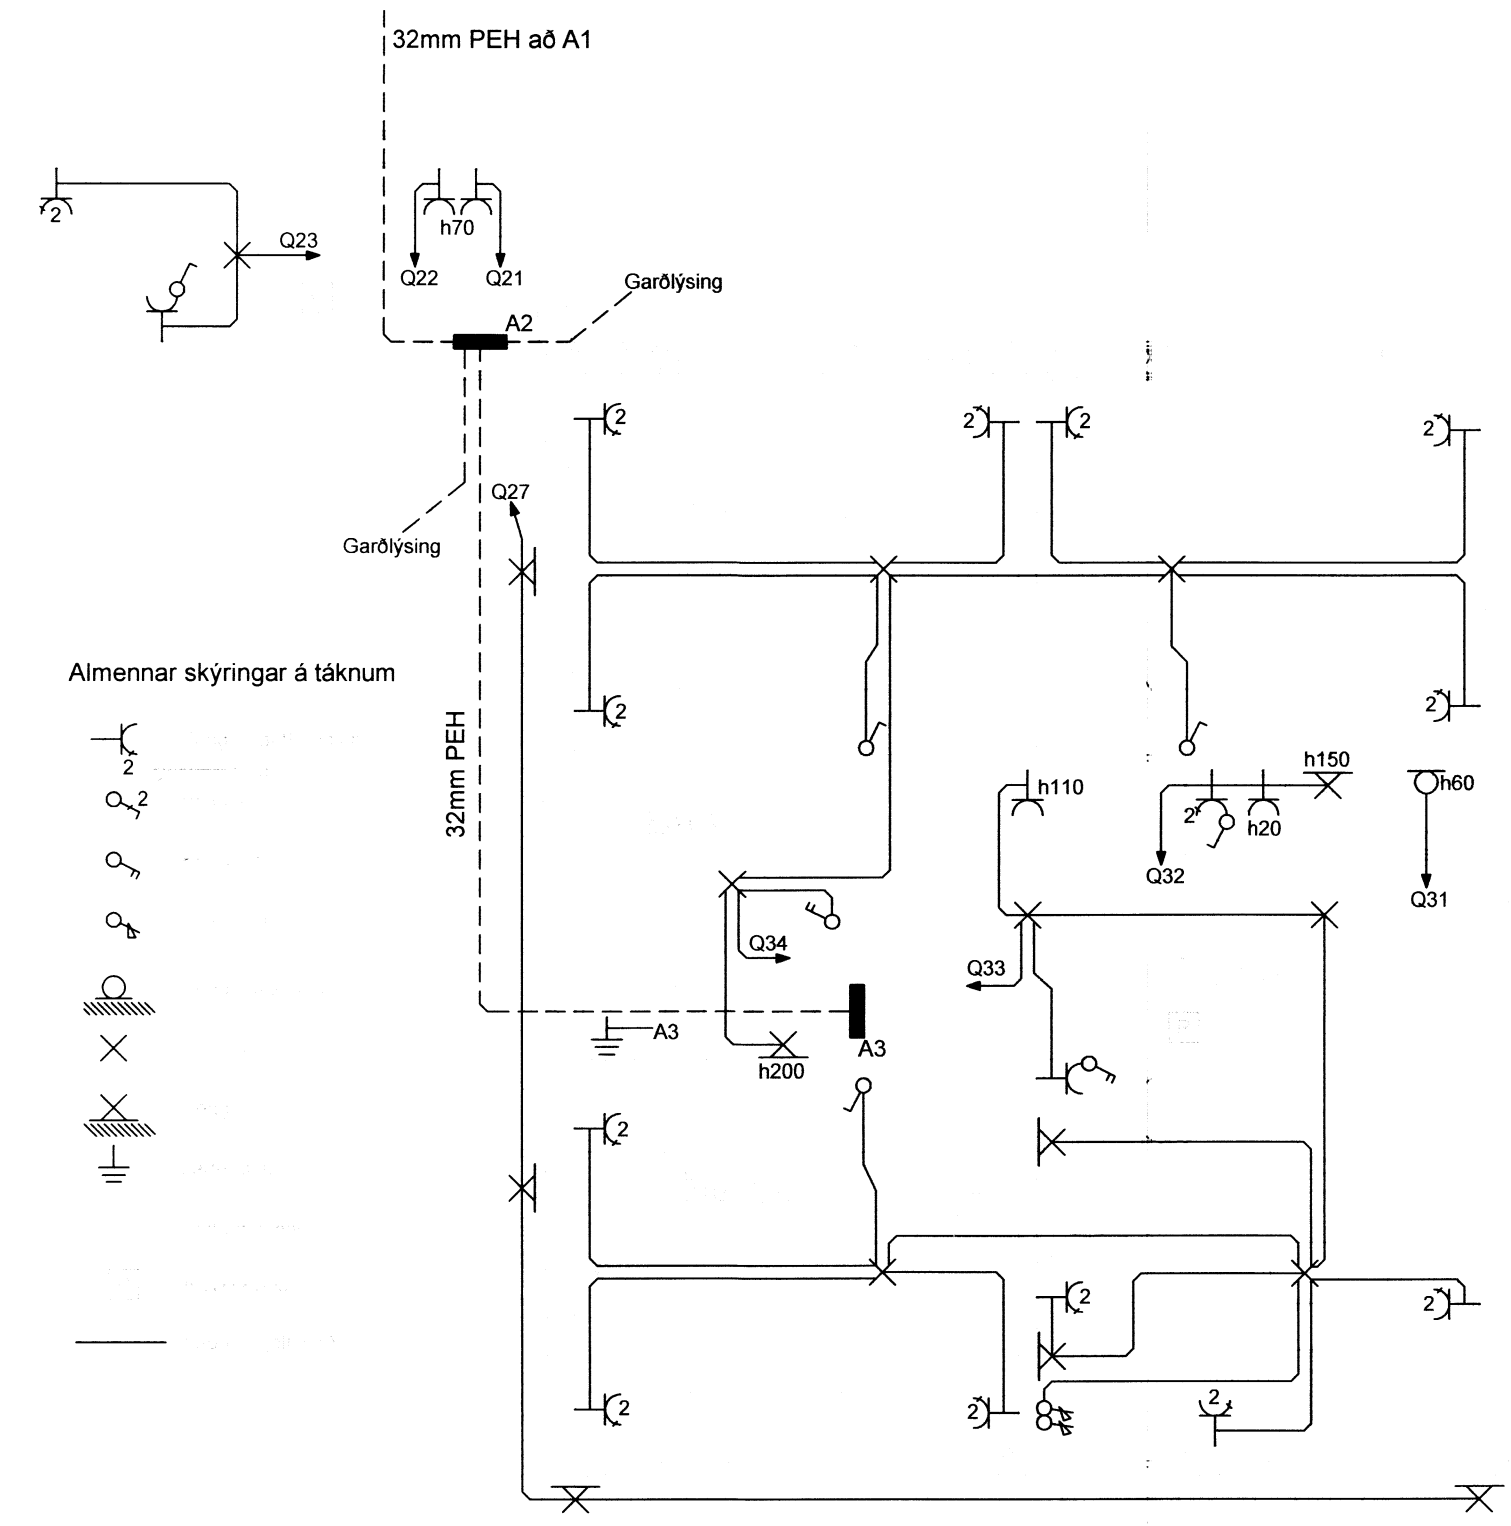 32mm PEH að A1
2
Q23
h70
Q22
Q21
Garðlýsing
A2
2
2
2
2
Q27
Garðlýsing
Almennar skýringar á táknum
2
2
32mm PEH
2
2
h110
h150
h60
2
h20
Q32
Q31
Q34
Q33
A3
A3
h200
2
2
2
2
2
2